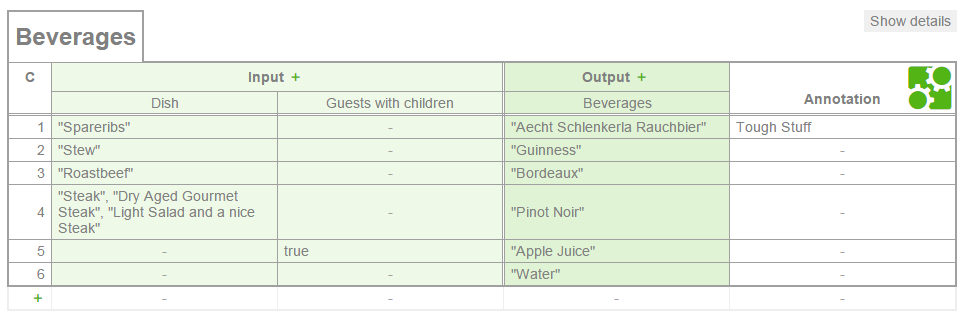 Show details
Beverages
C Input + Output + Annotation
Dish Guests with children Beverages
1 "Spareribs" - "Aecht Schlenkerla Rauchbier" Tough Stuff
2 "Stew" - "Guinness" -
3 "Roastbeef" - "Bordeaux" -
4 "Steak", "Dry Aged Gourmet
Steak", "Light Salad and a nice
Steak" - "Pinot Noir" -
5 - true "Apple Juice" -
6 - - "Water" -
+ - - - -